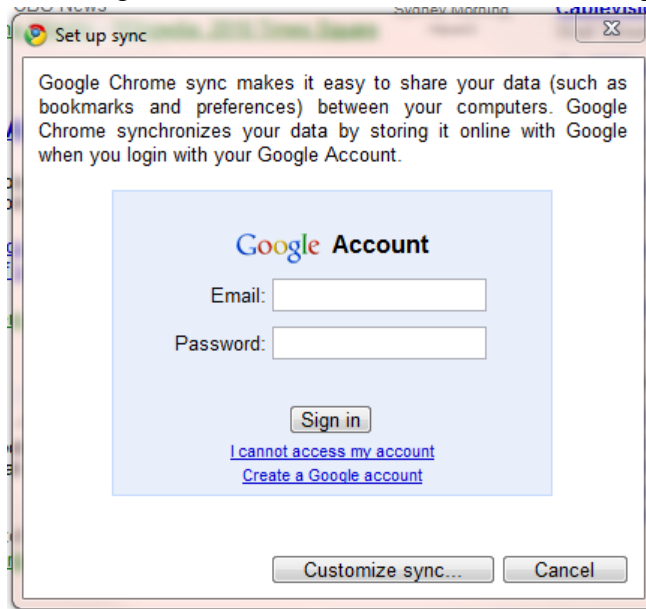 Set up sync
Google Chrome sync makes it easy to share your data (such as
bookmarks and preferences) between your computers. Google
Chrome synchronizes your data by storing it online with Google
when you login with your Google Account.
Google Account
Email:
Password:
Sign in
I cannot access my account
Create a Google account
Customize sync...
Cancel